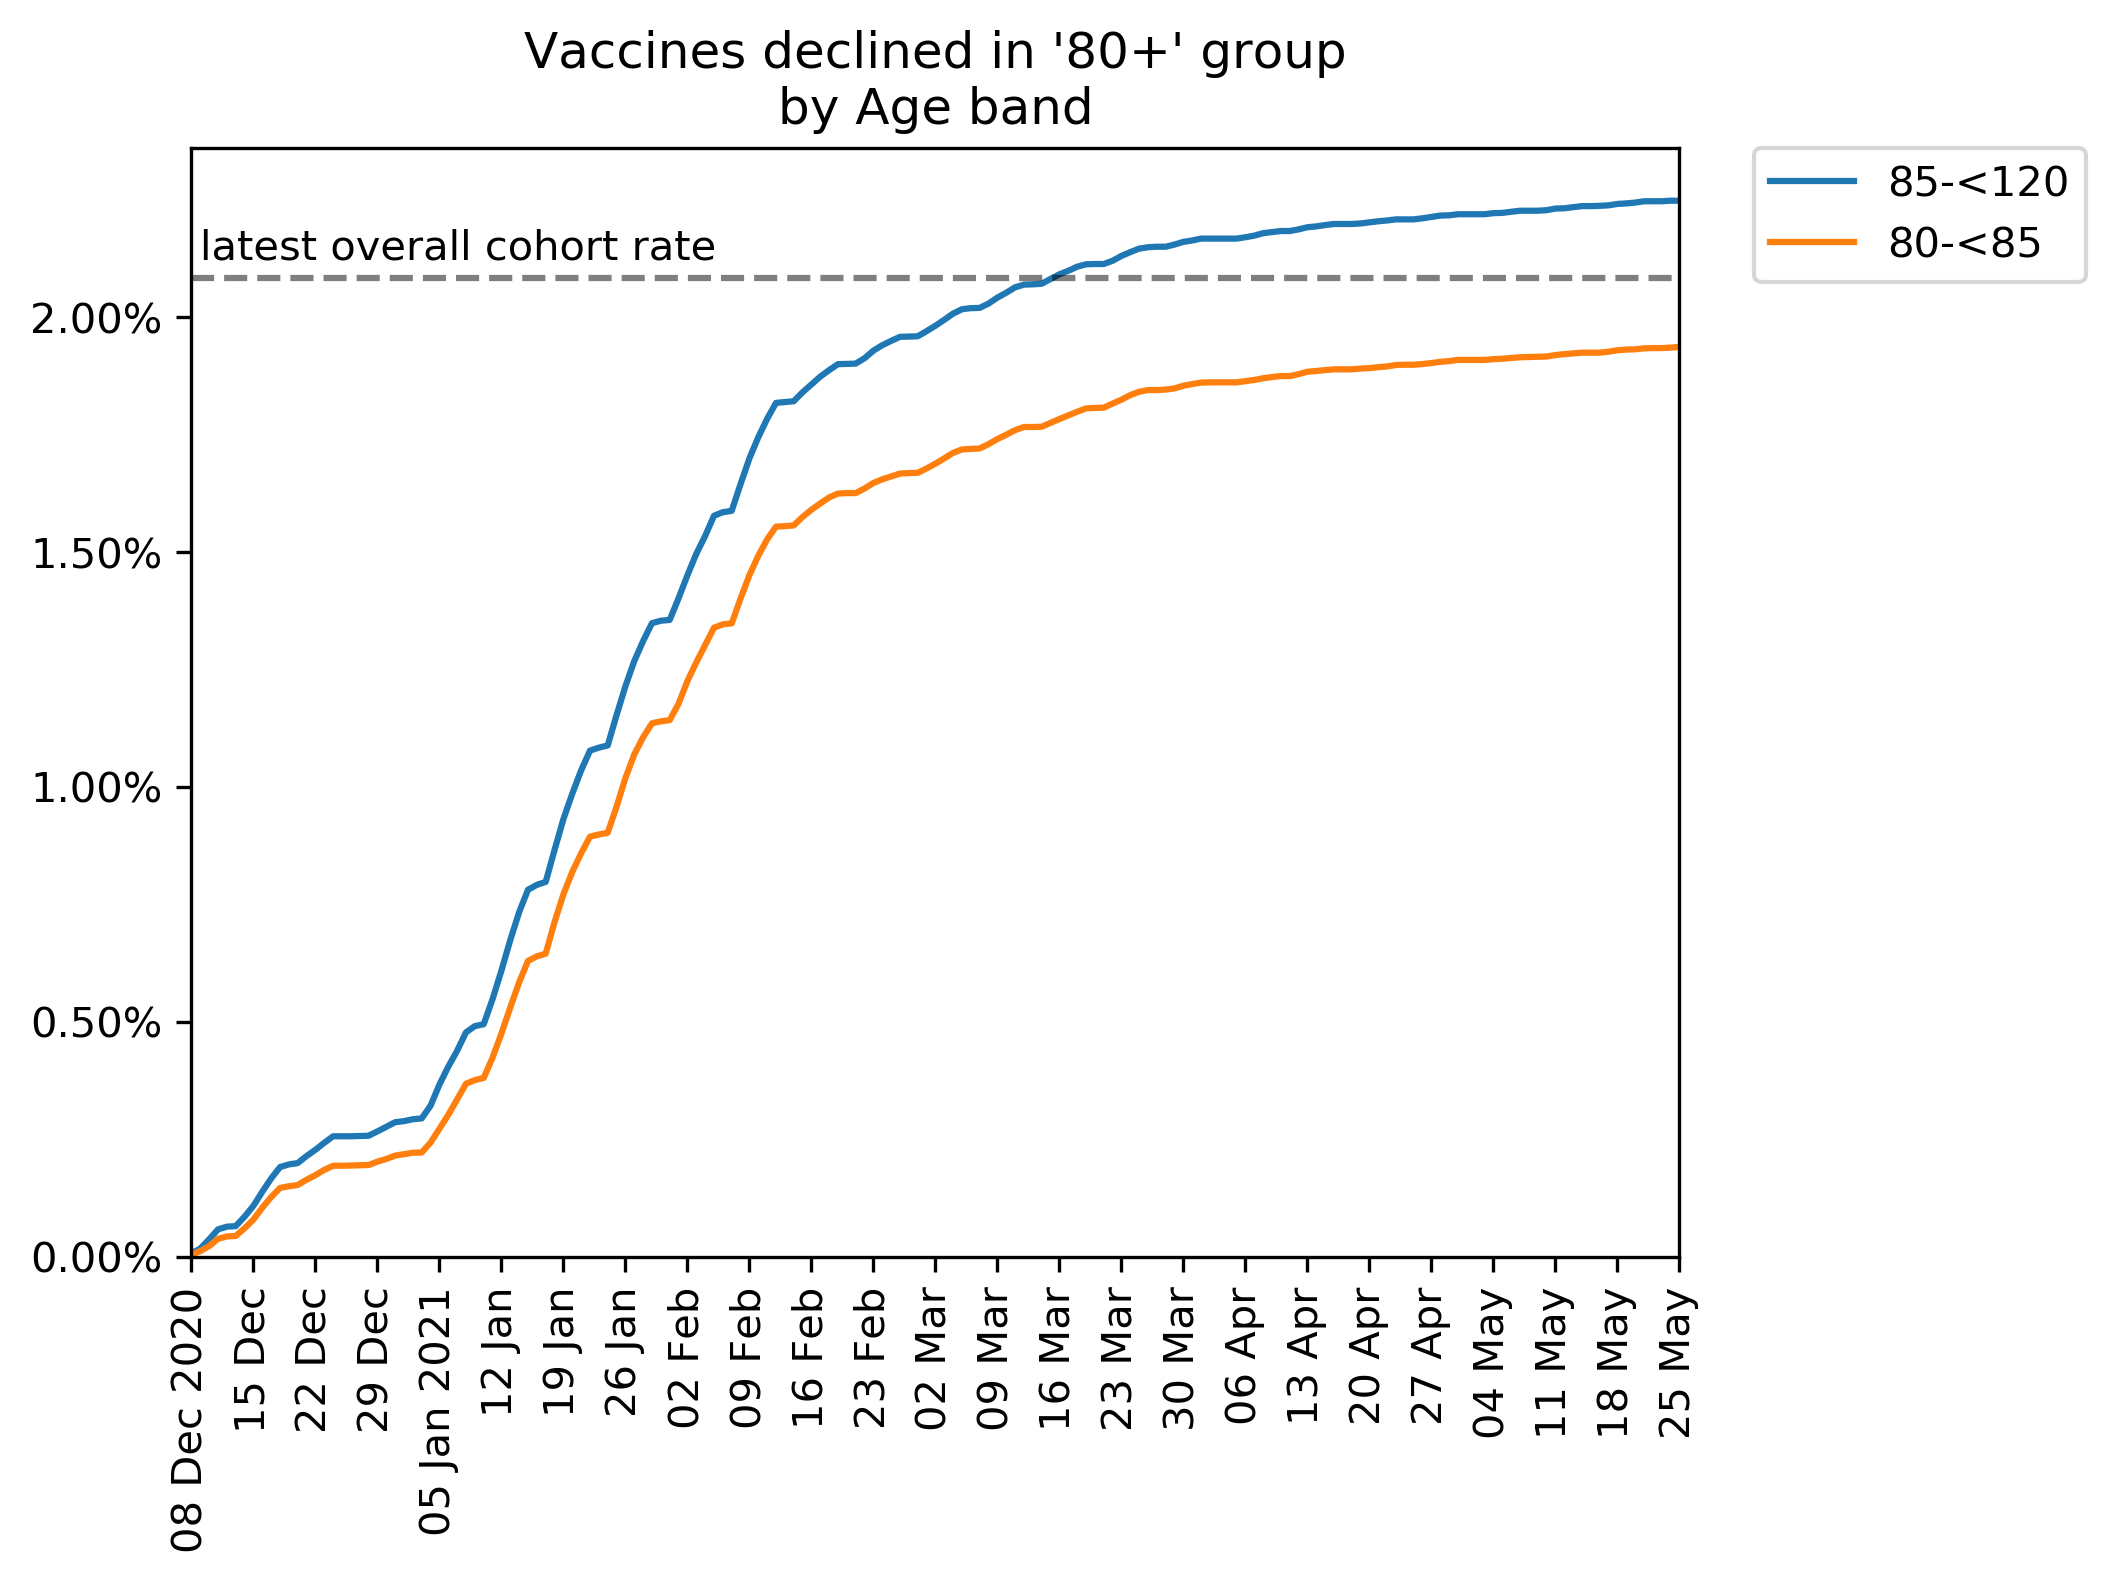 Vaccines declined in '80+' group
by Age band
85-<120
80-<85
latest overall cohort rate
2.00%
1.50%
1.00%
0.50%
0.00%
08 Dec 2020
15 Dec
22 Dec
29 Dec
05 Jan 2021
12 Jan
19 Jan
26 Jan
02 Feb
09 Feb
16 Feb
23 Feb
02 Mar
09 Mar
16 Mar
23 Mar
30 Mar
06 Apr
13 Apr
20 Apr
27 Apr
04 May
11 May
18 May
25 May